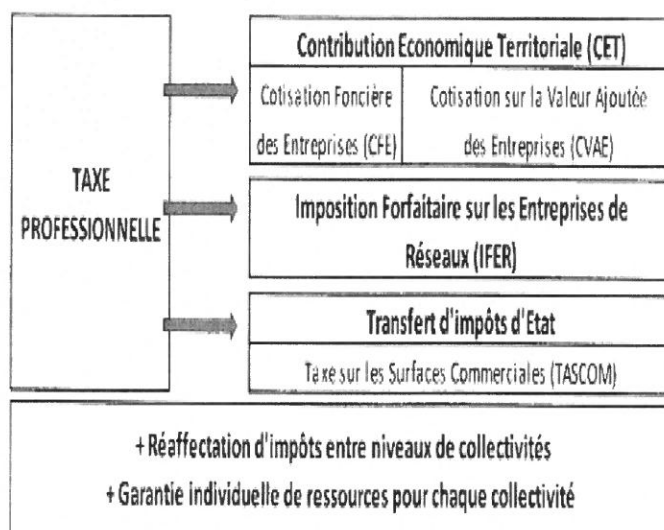 TAXE
PROFESSIONNELLE
Contribution Economique Territoriale (CET)
Cotisation Foncière
des Entreprises (CFE)
Cotisation sur la Valeur Ajoutée
des Entreprises (CVAE)
Imposition Forfaitaire sur les Entreprises de
Réseaux (IFER)
Transfert d'impôts d'Etat
Taxe sur les Surfaces Commerciales (TASCOM)
+ Réaffectation d'impôts entre niveaux de collectivités
+ Garantie individuelle de ressources pour chaque collectivité